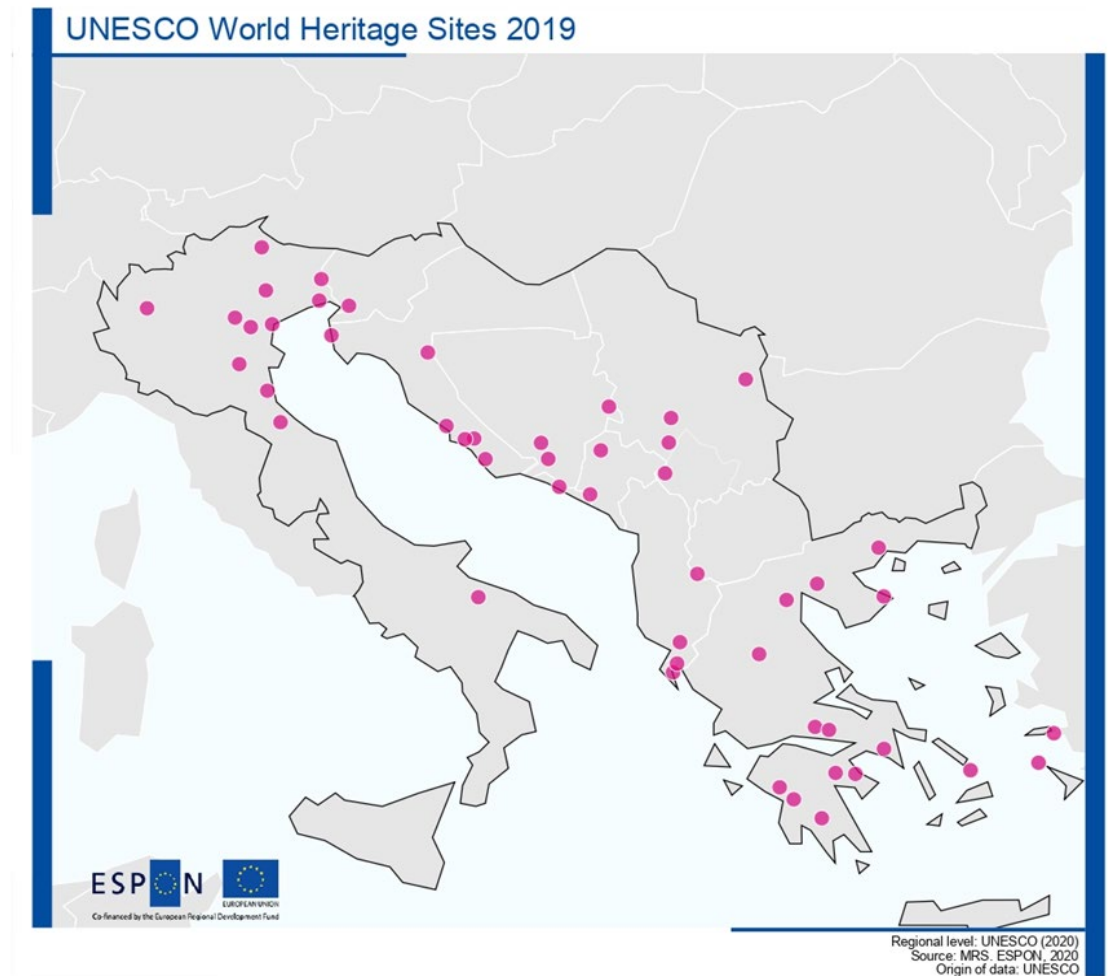 UNESCO World Heritage Sites 2019
ESPON
EUROPEAN UNION
Co-financed by the European Regional Development Fund
Regional level: UNESCO (2020)
Source: MRS. ESPON, 2020
Origin of data: UNESCO